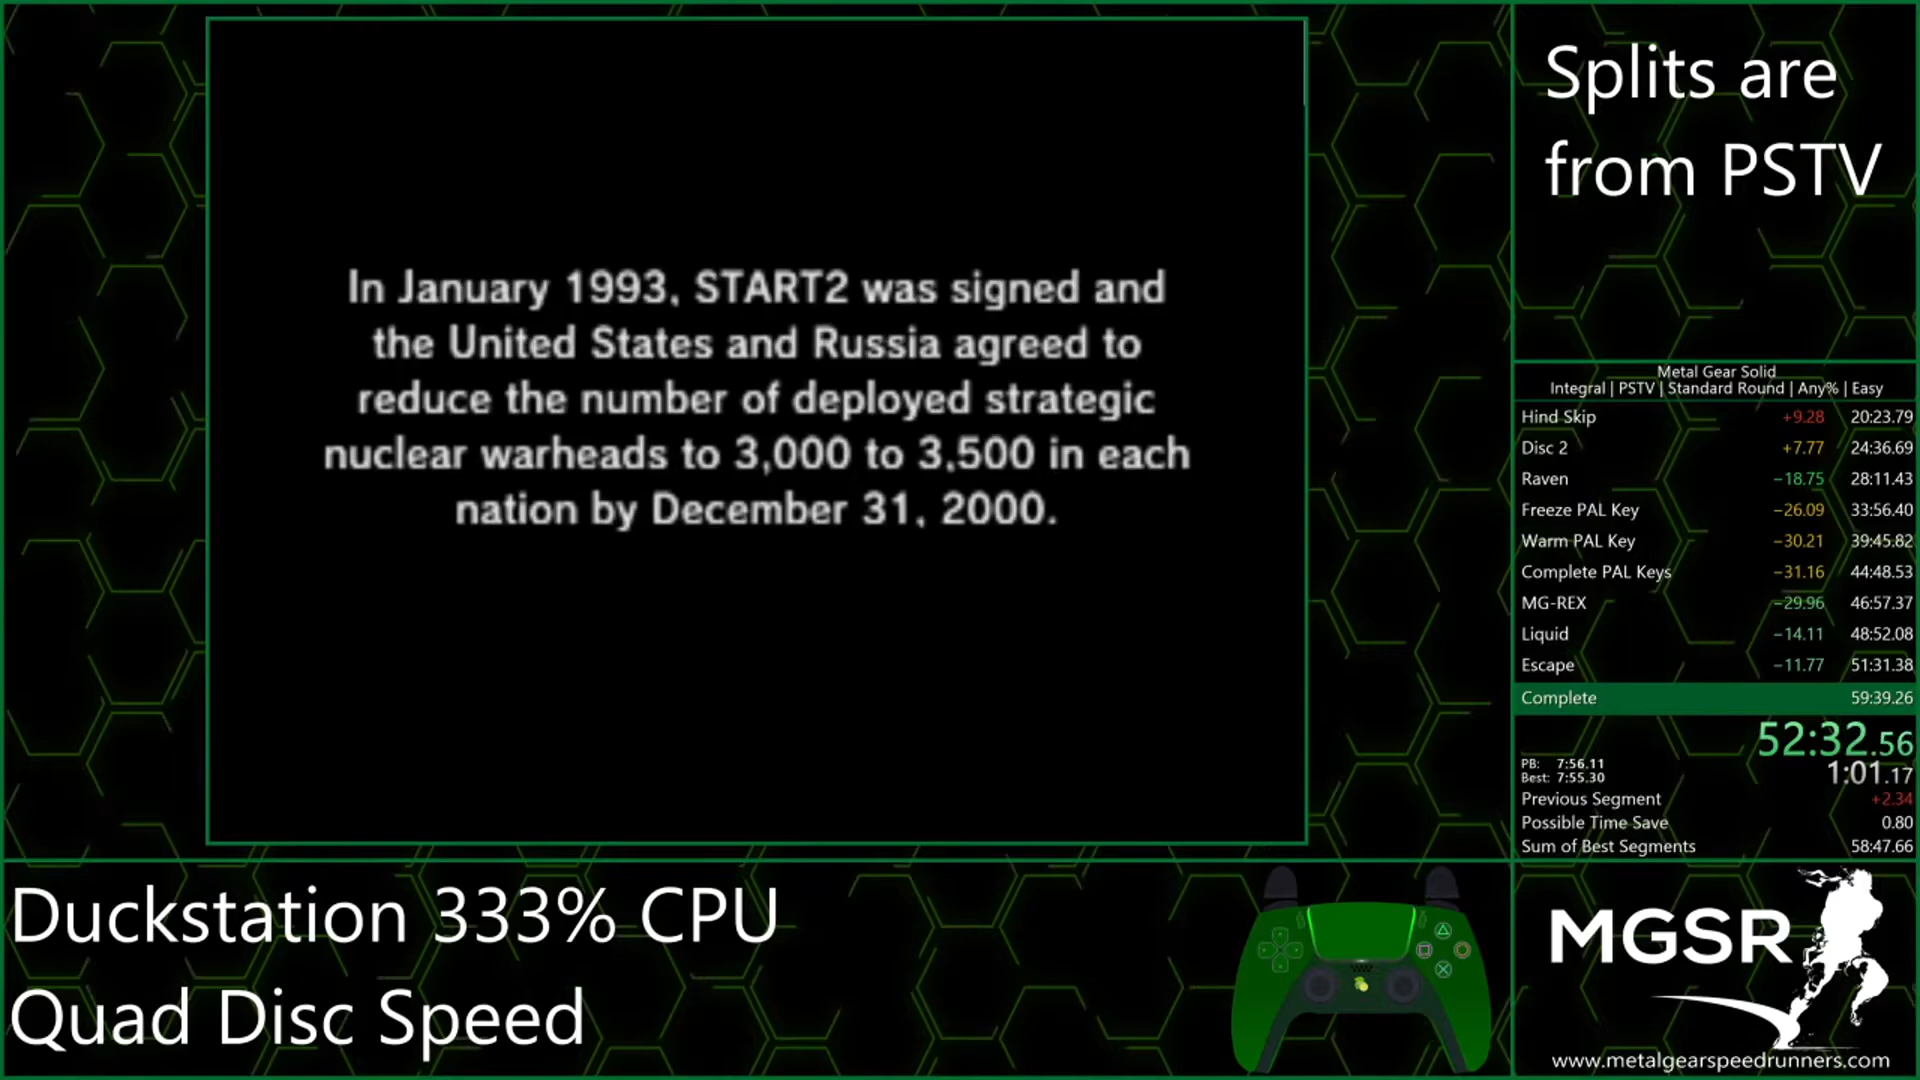 In January 1993, START2 was signed and
the United States and Russia agreed to
reduce the number of deployed strategic
nuclear warheads to 3,000 to 3,500 in each
nation by December 31, 2000.
Splits are
from PSTV
Metal Gear Solid
Integral | PSTV | Standard Round | Any% | Easy
Hind Skip +9.28 20:23.79
Disc 2 +7.77 24:36.69
Raven −18.75 28:11.43
Freeze PAL Key −26.09 33:56.40
Warm PAL Key −30.21 39:45.82
Complete PAL Keys −31.16 44:48.53
MG-REX −29.96 46:57.37
Liquid −14.11 48:52.08
Escape −11.77 51:31.38
Complete 59:39.26
52:32.56
PB: 7:56.11
Best: 7:55.30
1:01.17
Previous Segment +2.34
Possible Time Save 0.80
Sum of Best Segments 58:47.66
Duckstation 333% CPU
Quad Disc Speed
MGSR
www.metalgearspeedrunners.com